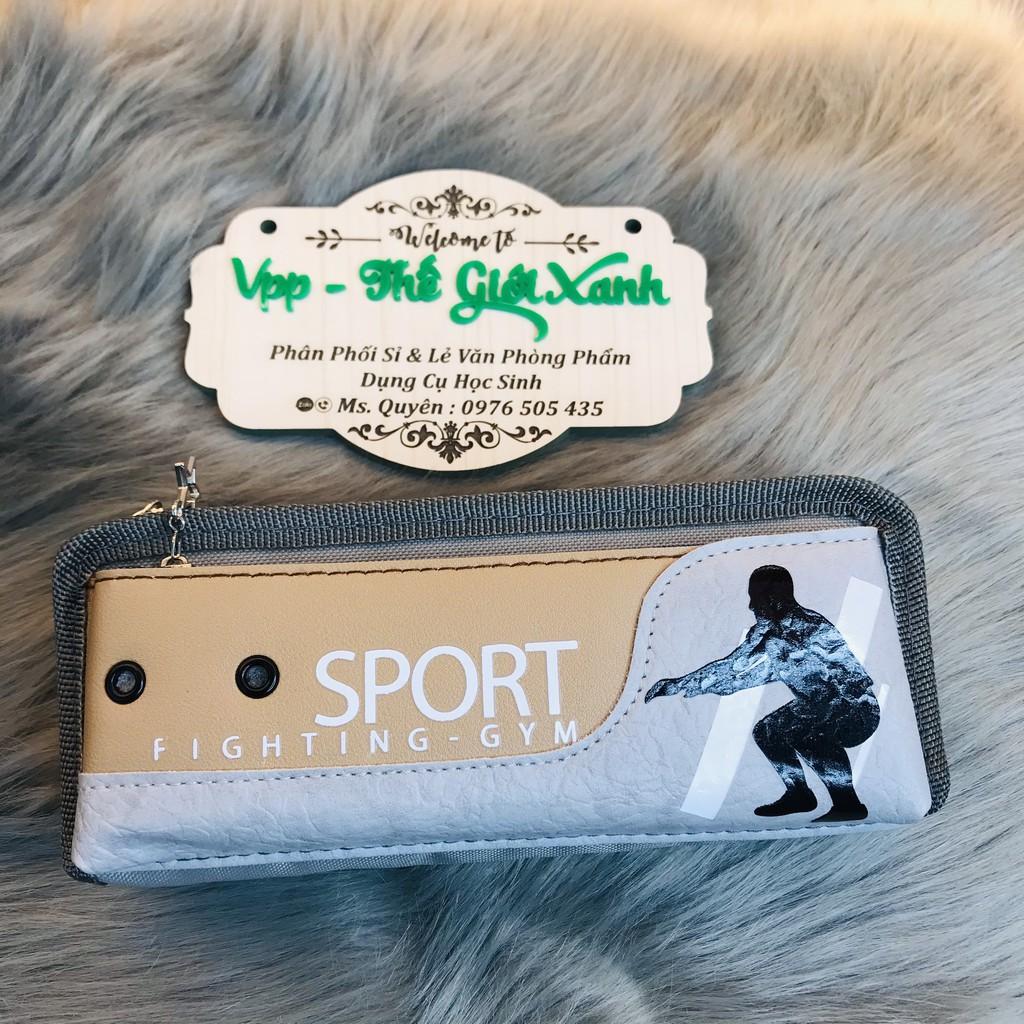 Welcome to
Vpp - Thế Giới Xanh
Phân Phối Sỉ & Lẻ Văn Phòng Phẩm
Dụng Cụ Học Sinh
Zalo Ms. Quyên : 0976 505 435
SPORT
FIGHTING-GYM